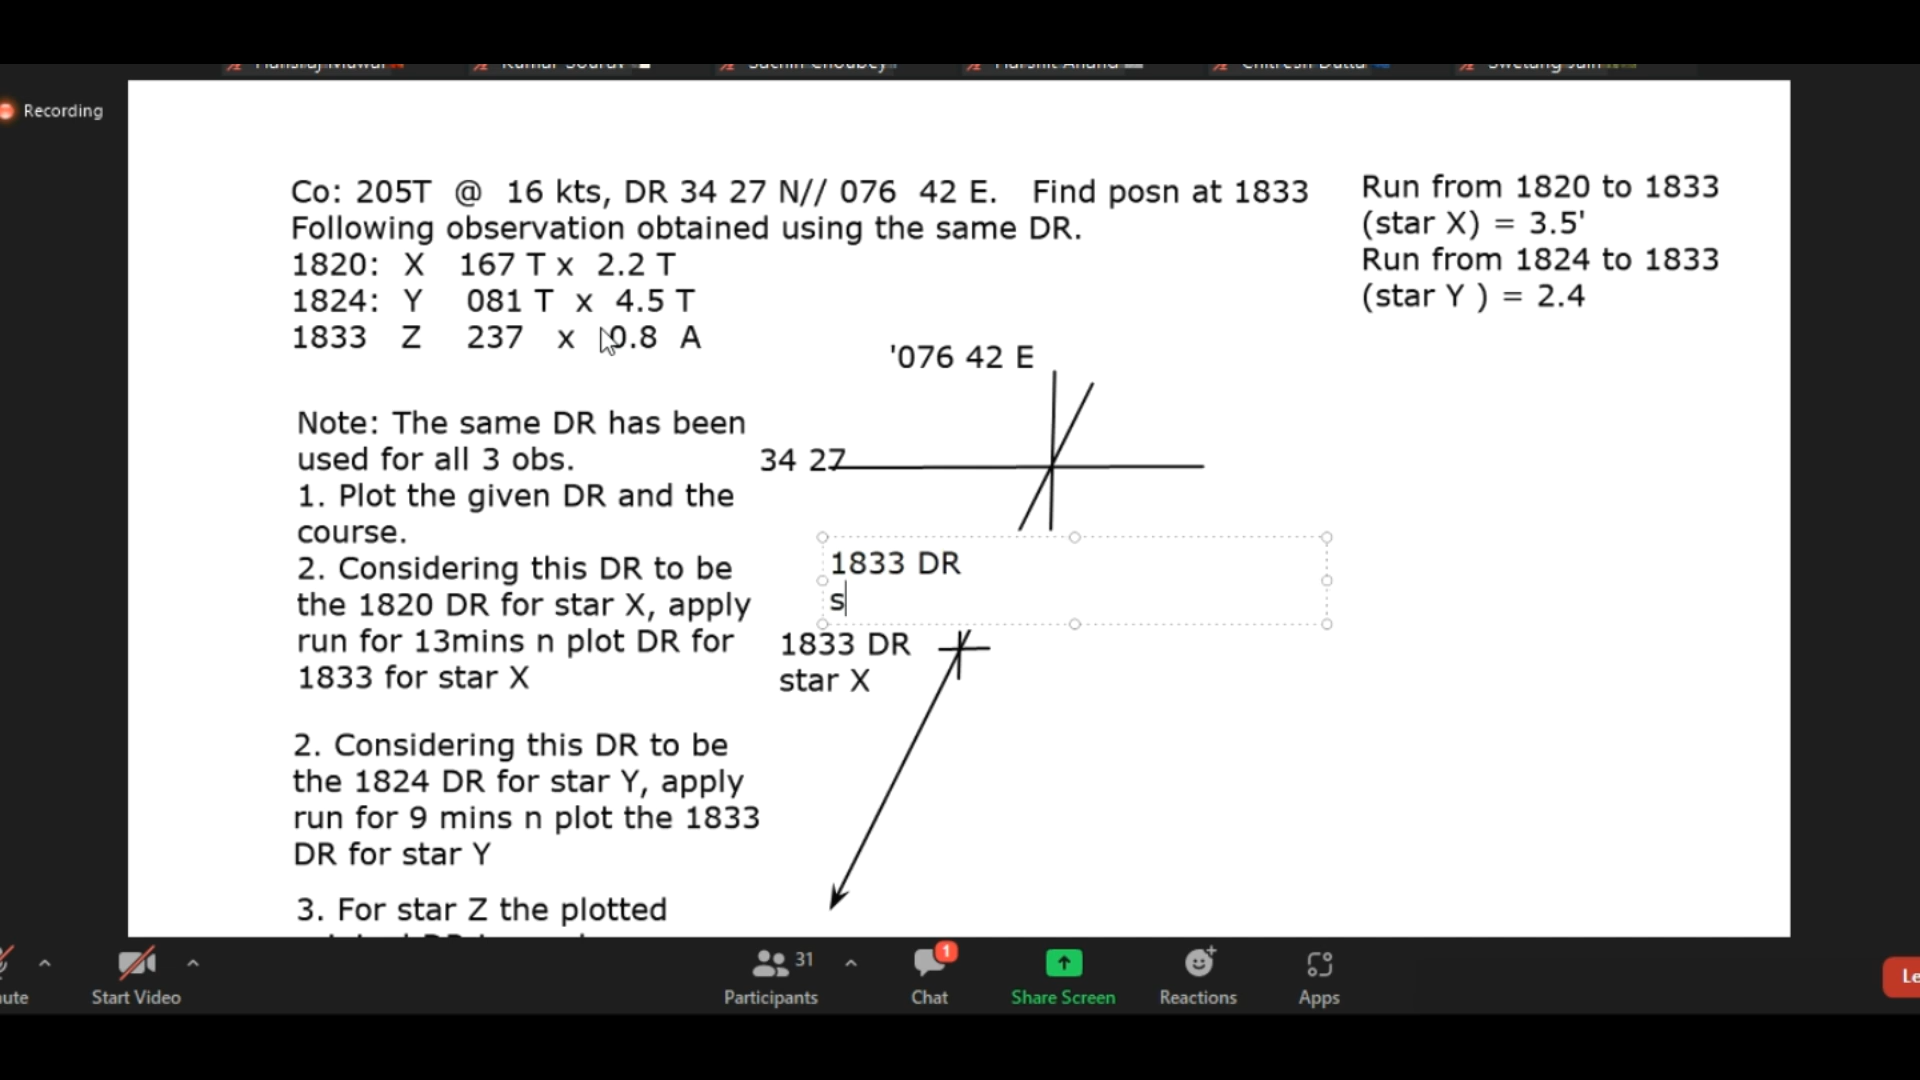 Recording
Co: 205T @ 16 kts, DR 34 27 N// 076 42 E. Find posn at 1833
Following observation obtained using the same DR.
1820: X 167 T x 2.2 T
1824: Y 081 T x 4.5 T
1833 Z 237 x 0.8 A
Run from 1820 to 1833
(star X) = 3.5'
Run from 1824 to 1833
(star Y ) = 2.4
'076 42 E
34 27
Note: The same DR has been
used for all 3 obs.
1. Plot the given DR and the
course.
2. Considering this DR to be
the 1820 DR for star X, apply
run for 13mins n plot DR for
1833 for star X
2. Considering this DR to be
the 1824 DR for star Y, apply
run for 9 mins n plot the 1833
DR for star Y
3. For star Z the plotted
1833 DR
s
1833 DR
star X
Start Video
31
Participants
1
Chat
Share Screen
Reactions
Apps